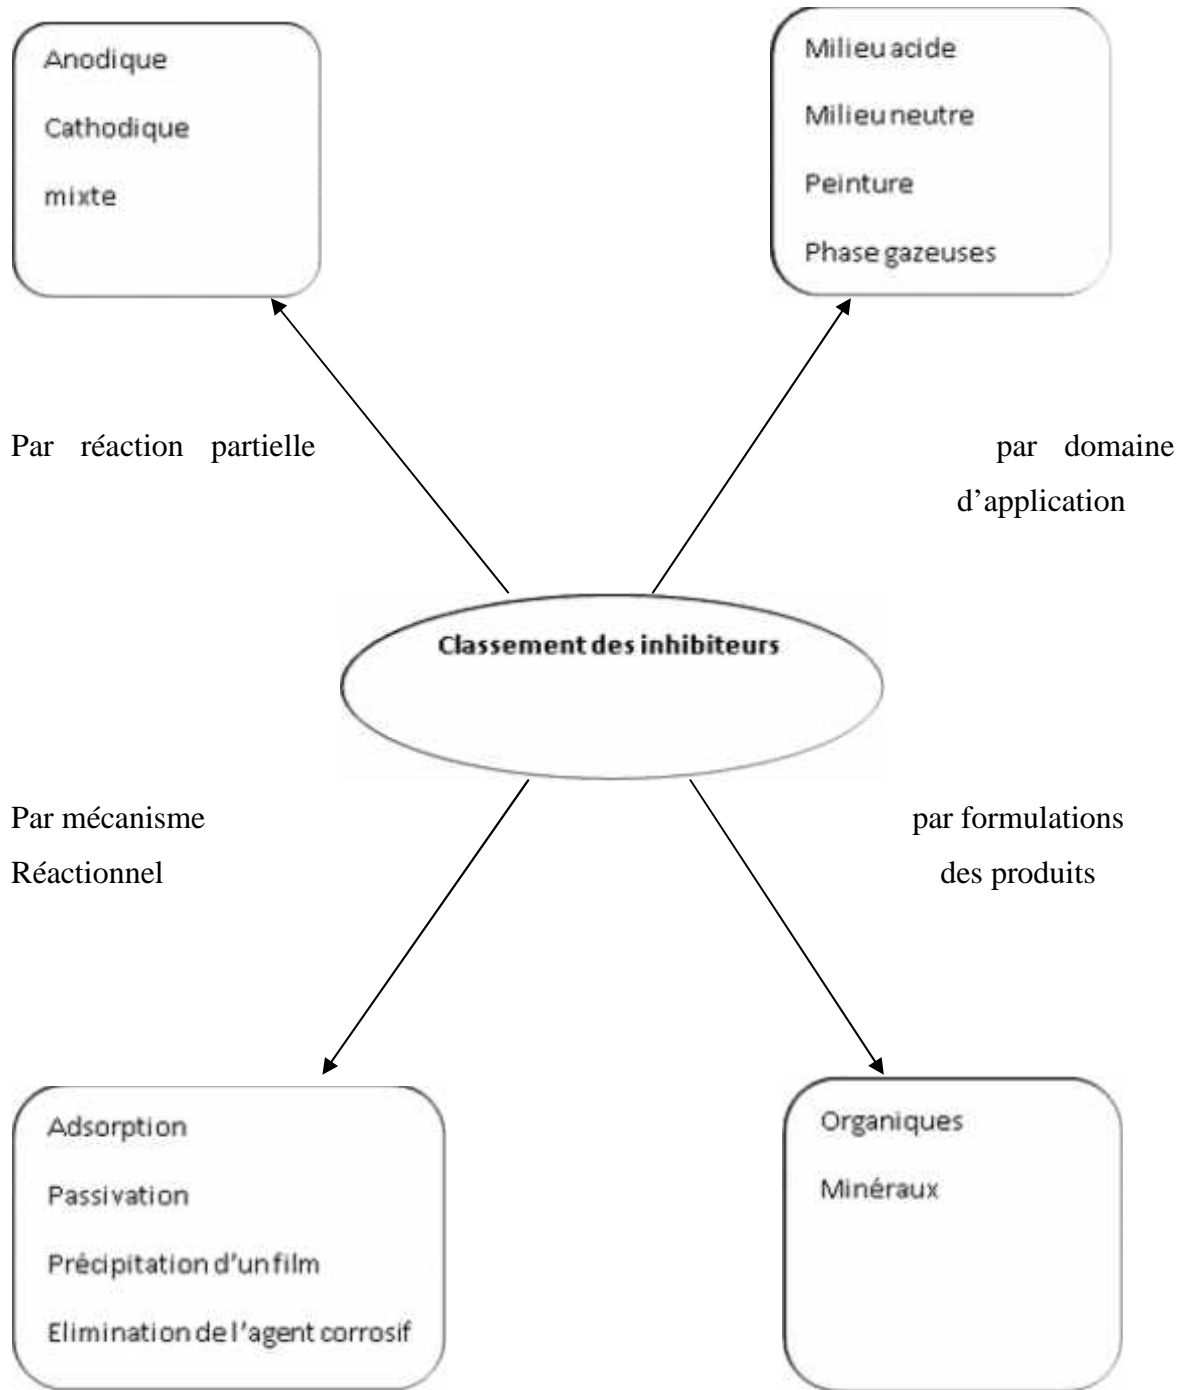 Anodique
Cathodique
mixte
Milieu acide
Milieu neutre
Peinture
Phase gazeuses
Par réaction partielle
par domaine
d’application
Classement des inhibiteurs
Par mécanisme
Réactionnel
par formulations
des produits
Adsorption
Passivation
Précipitation d’un film
Elimination de l’agent corrosif
Organiques
Minéraux